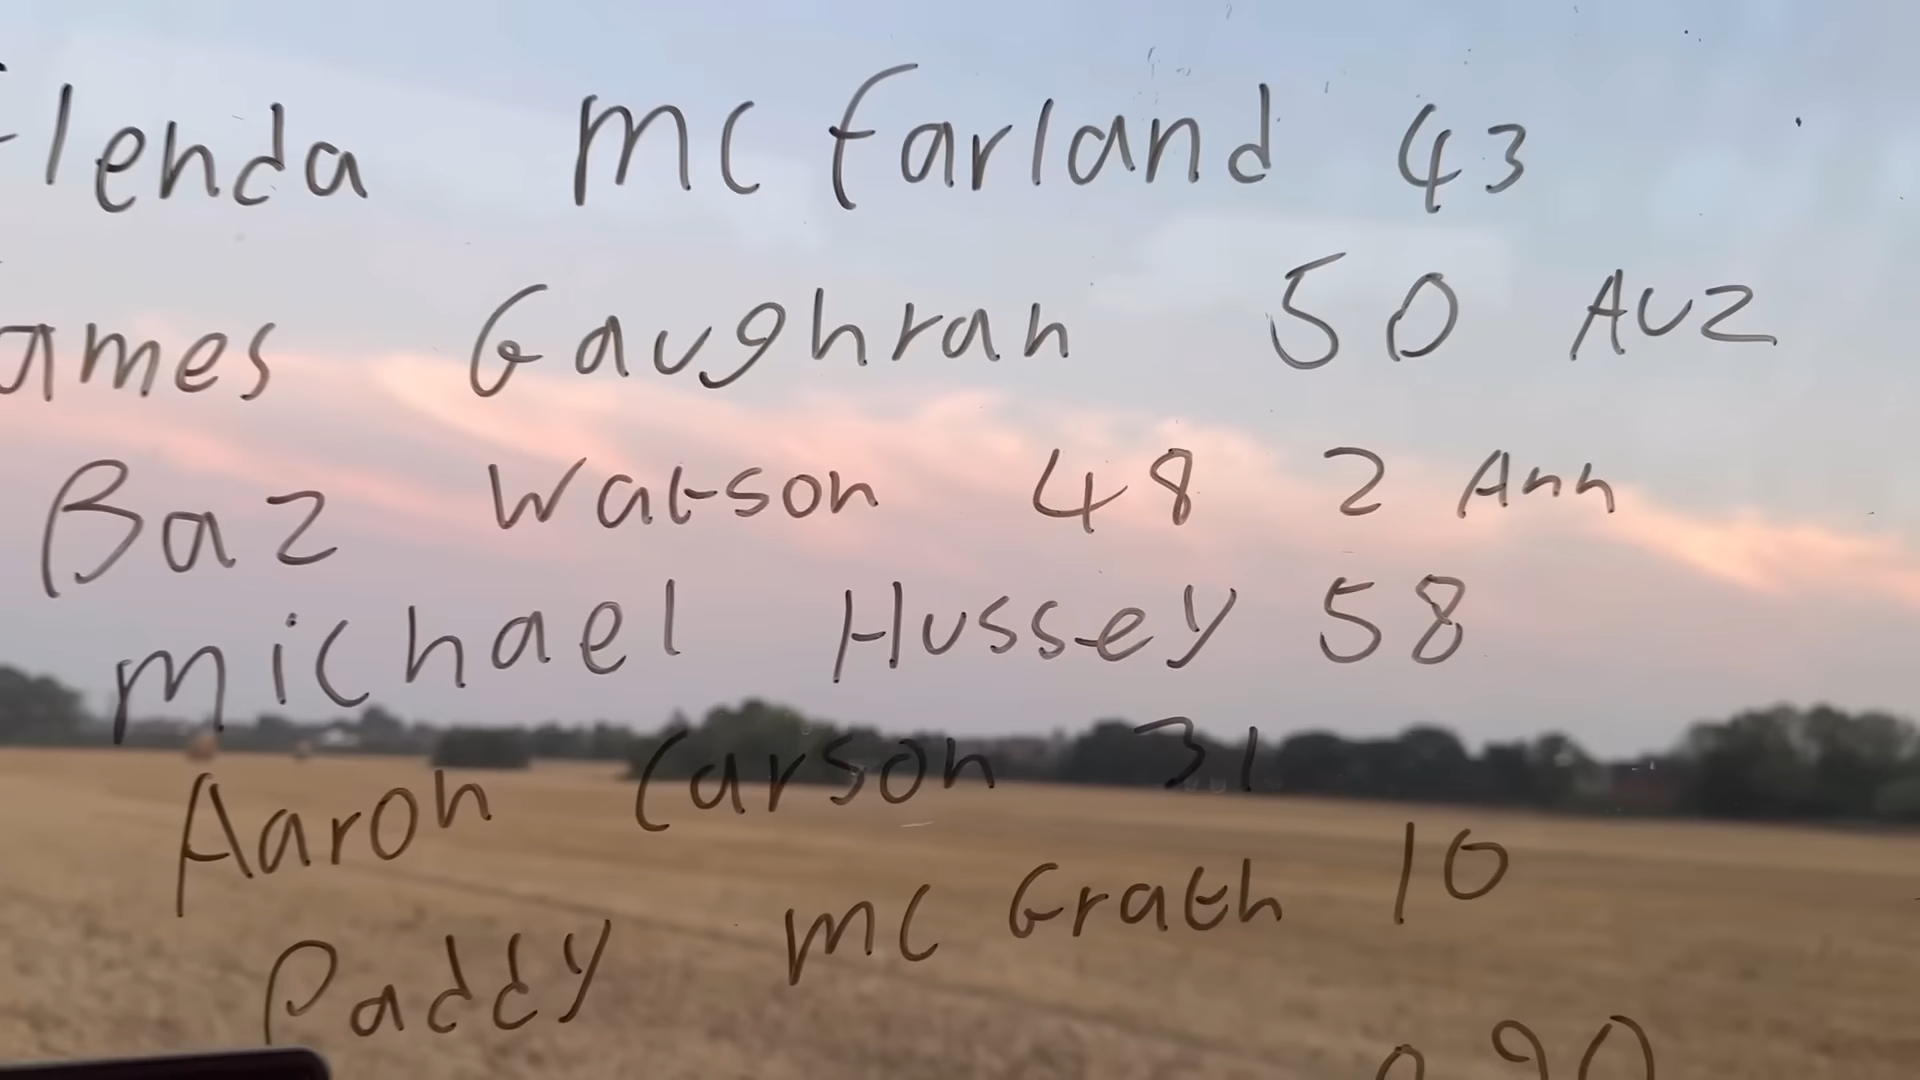 lenda mc farland 43
ames Gaughran 50 AUZ
Baz Watson 48 2 Ann
michael Hussey 58
Aaron Carson 31
Paddy mc Grath 10